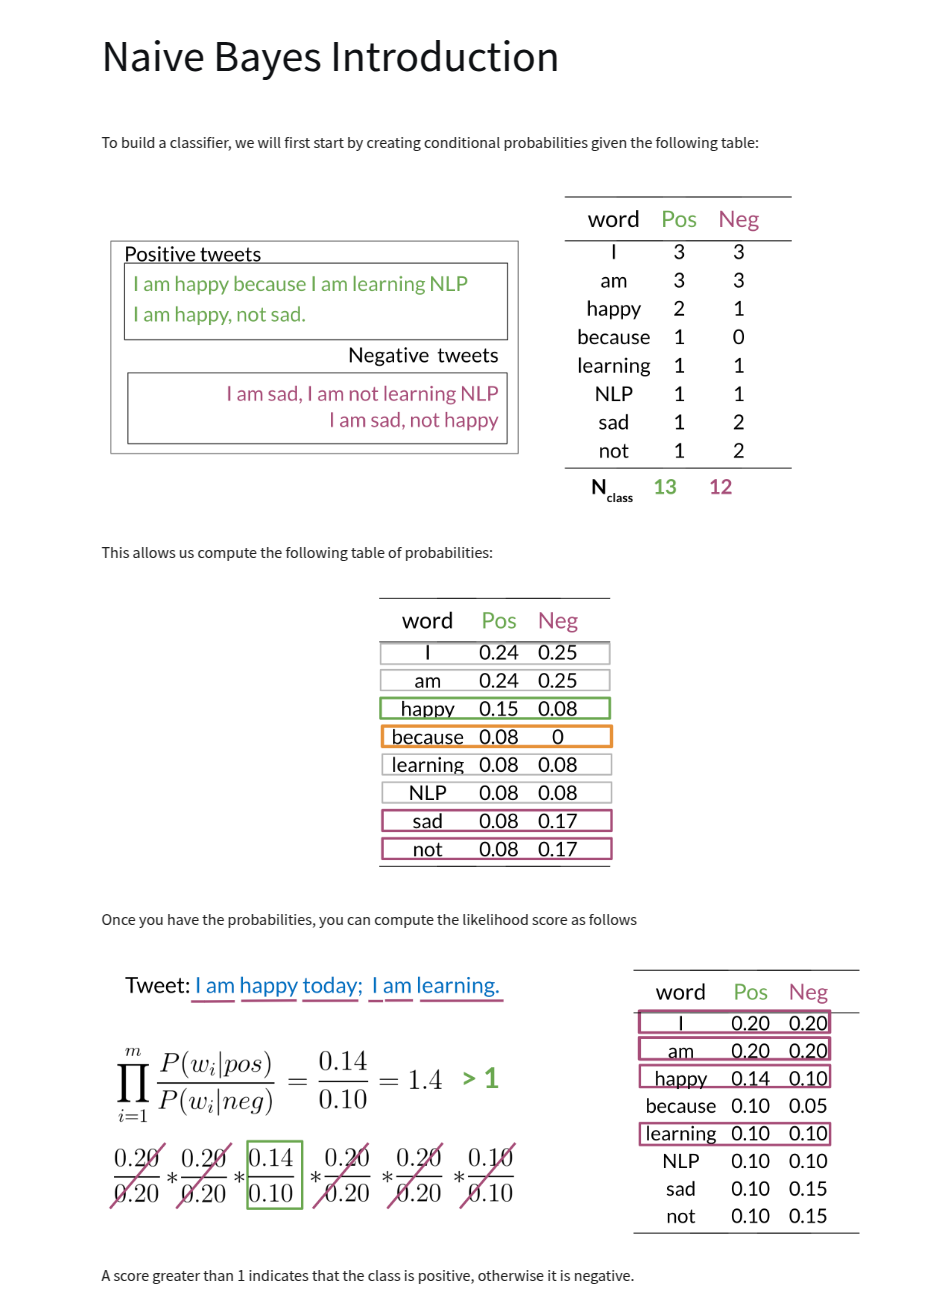 Naive Bayes Introduction
To build a classifier, we will first start by creating conditional probabilities given the following table:
Positive tweets
I am happy because I am learning NLP
I am happy, not sad.
Negative tweets
I am sad, I am not learning NLP
I am sad, not happy
word Pos Neg
I 3 3
am 3 3
happy 2 1
because 1 0
learning 1 1
NLP 1 1
sad 1 2
not 1 2
N class 13 12
This allows us compute the following table of probabilities:
word Pos Neg
I 0.24 0.25
am 0.24 0.25
happy 0.15 0.08
because 0.08 0
learning 0.08 0.08
NLP 0.08 0.08
sad 0.08 0.17
not 0.08 0.17
Once you have the probabilities, you can compute the likelihood score as follows
Tweet: I am happy today; I am learning.
m
∏ P(wᵢ|pos) / P(wᵢ|neg) = 0.14 / 0.10 = 1.4 > 1
i=1
0.20 0.20 0.14 0.20 0.20 0.10
* * * * *
0.20 0.20 0.10 0.20 0.20 0.10
word Pos Neg
I 0.20 0.20
am 0.20 0.20
happy 0.14 0.10
because 0.10 0.05
learning 0.10 0.10
NLP 0.10 0.10
sad 0.10 0.15
not 0.10 0.15
A score greater than 1 indicates that the class is positive, otherwise it is negative.